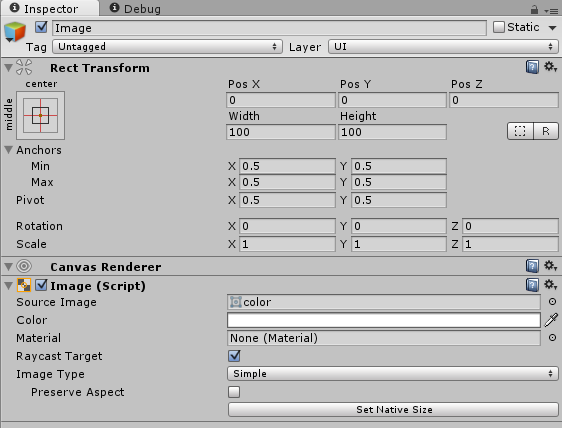 Inspector Debug
Image Static
Tag Untagged Layer UI
Rect Transform
center Pos X Pos Y Pos Z
middle 0 0 0
Width Height
100 100 R
Anchors
Min X 0.5 Y 0.5
Max X 0.5 Y 0.5
Pivot X 0.5 Y 0.5
Rotation X 0 Y 0 Z 0
Scale X 1 Y 1 Z 1
Canvas Renderer
Image (Script)
Source Image color
Color
Material None (Material)
Raycast Target
Image Type Simple
Preserve Aspect
Set Native Size